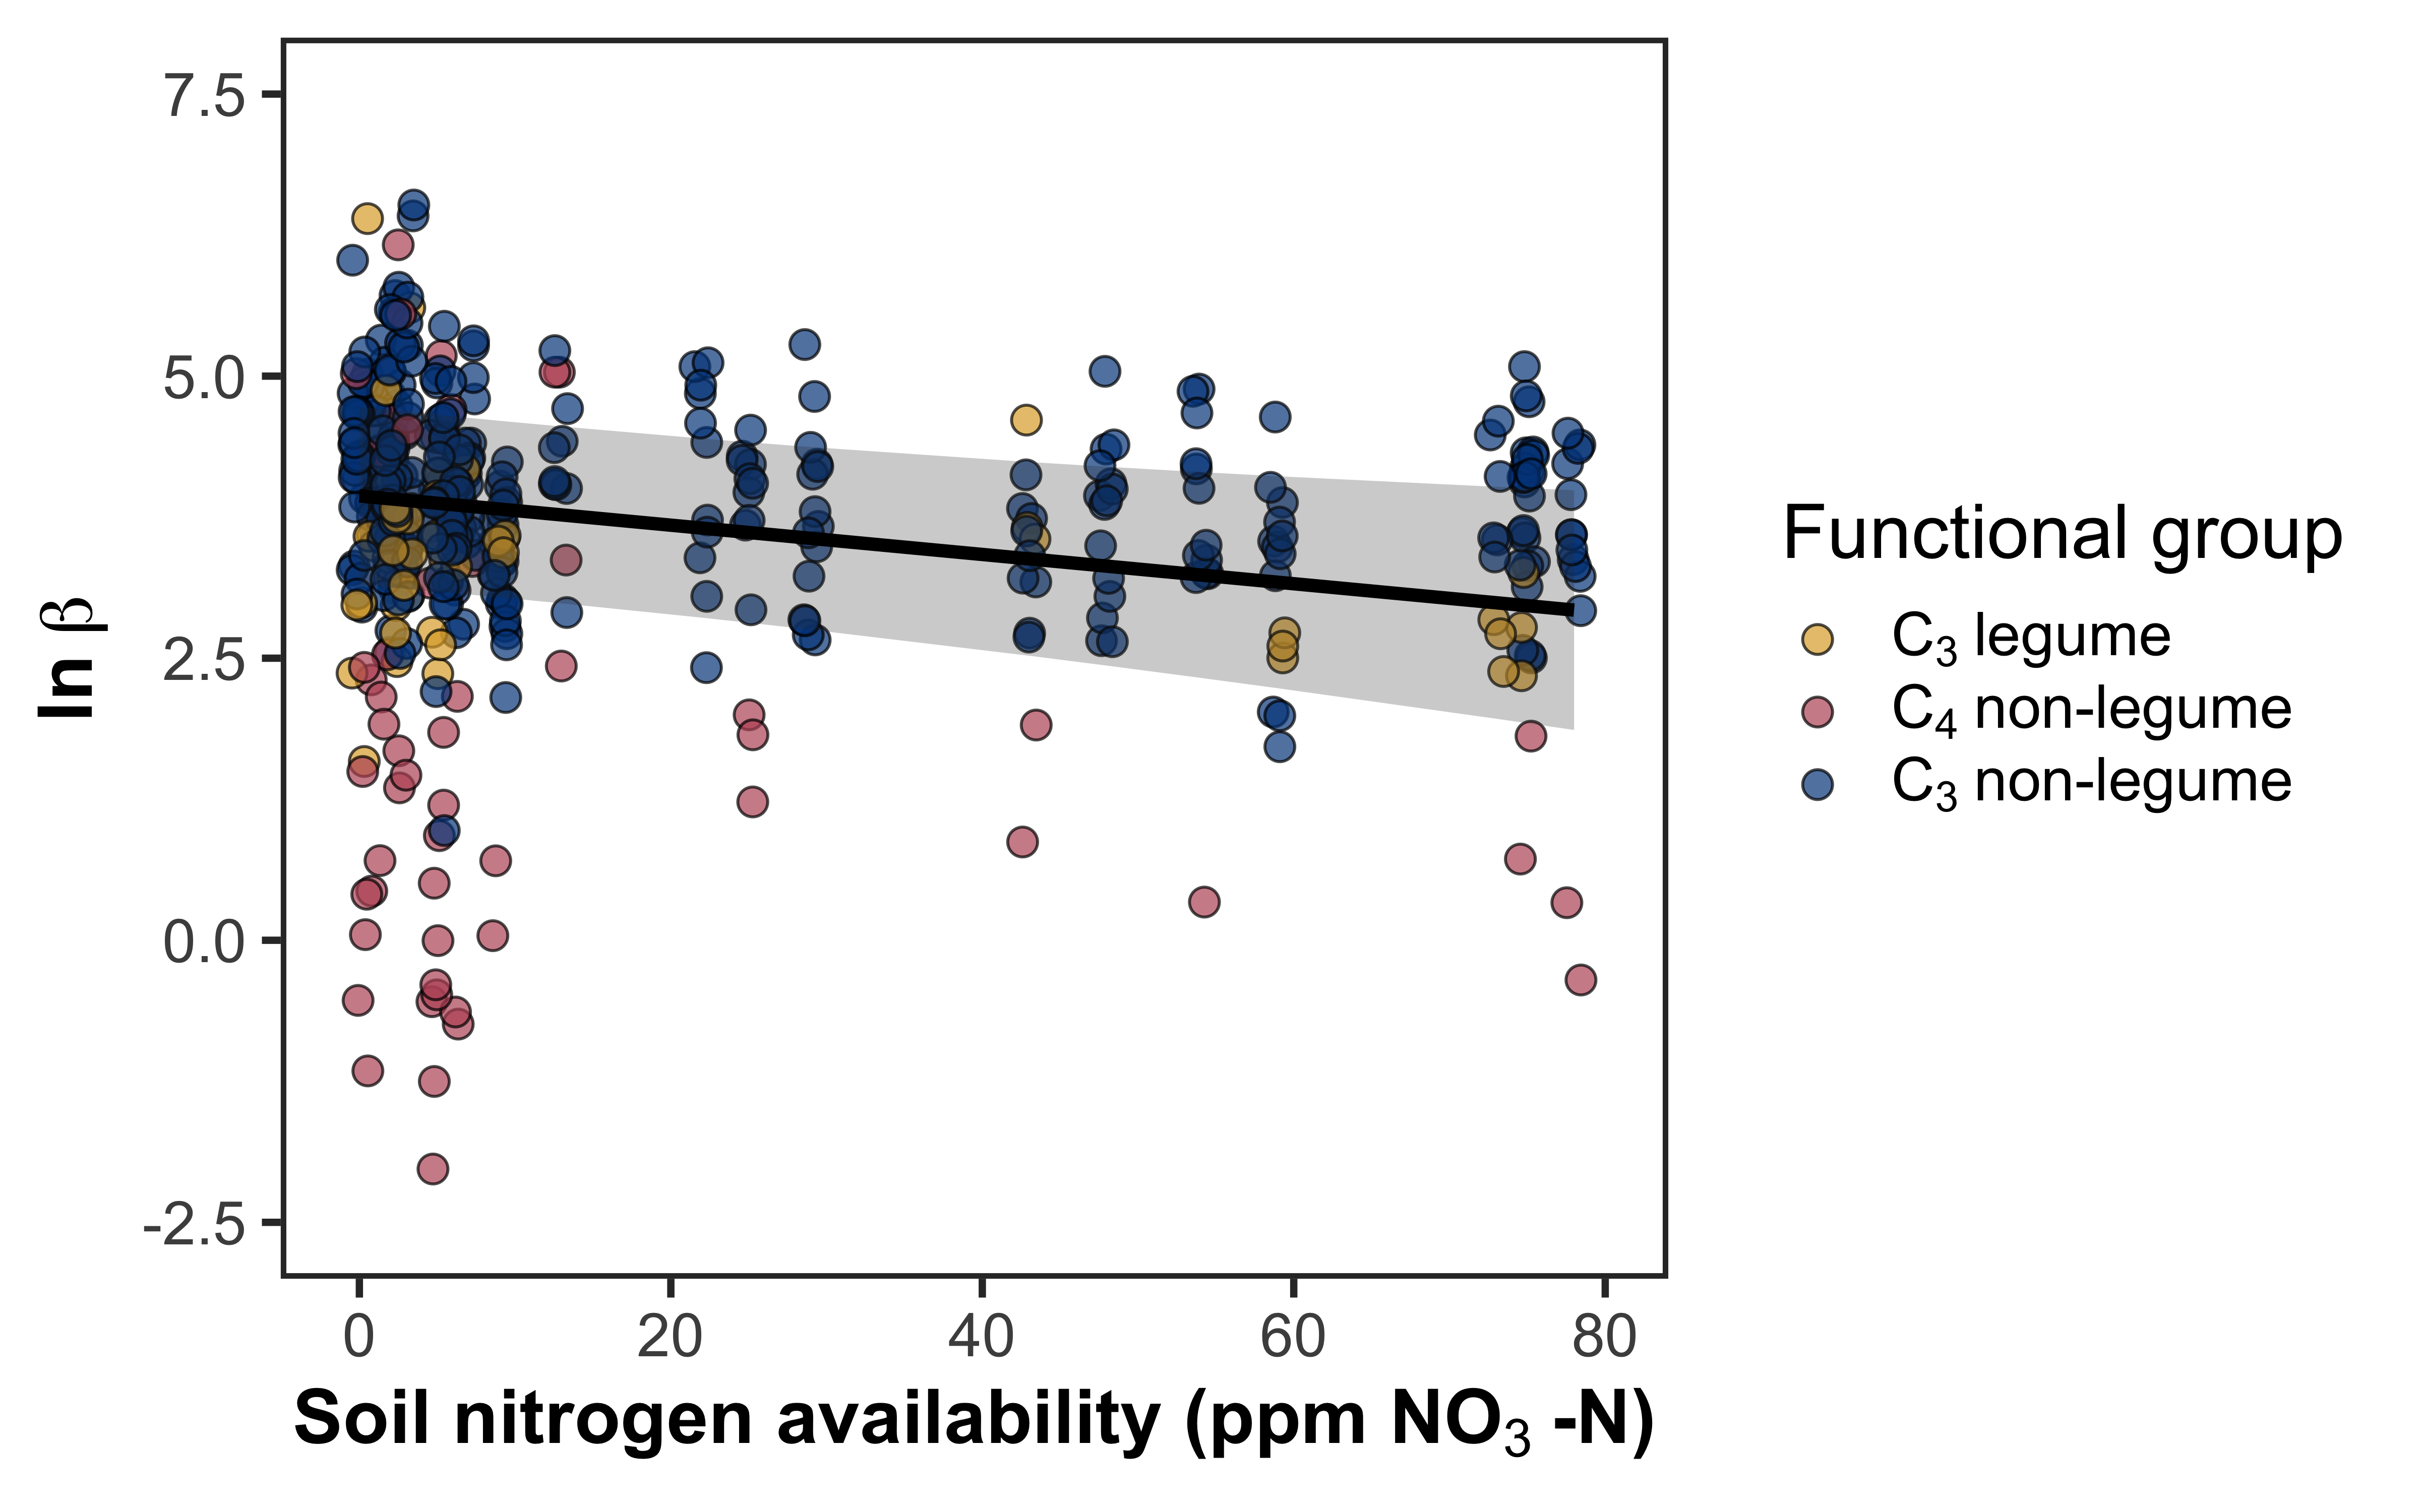 7.5
5.0
2.5
0.0
-2.5
ln β
0 20 40 60 80
Soil nitrogen availability (ppm NO₃ -N)
Functional group
C₃ legume
C₄ non-legume
C₃ non-legume